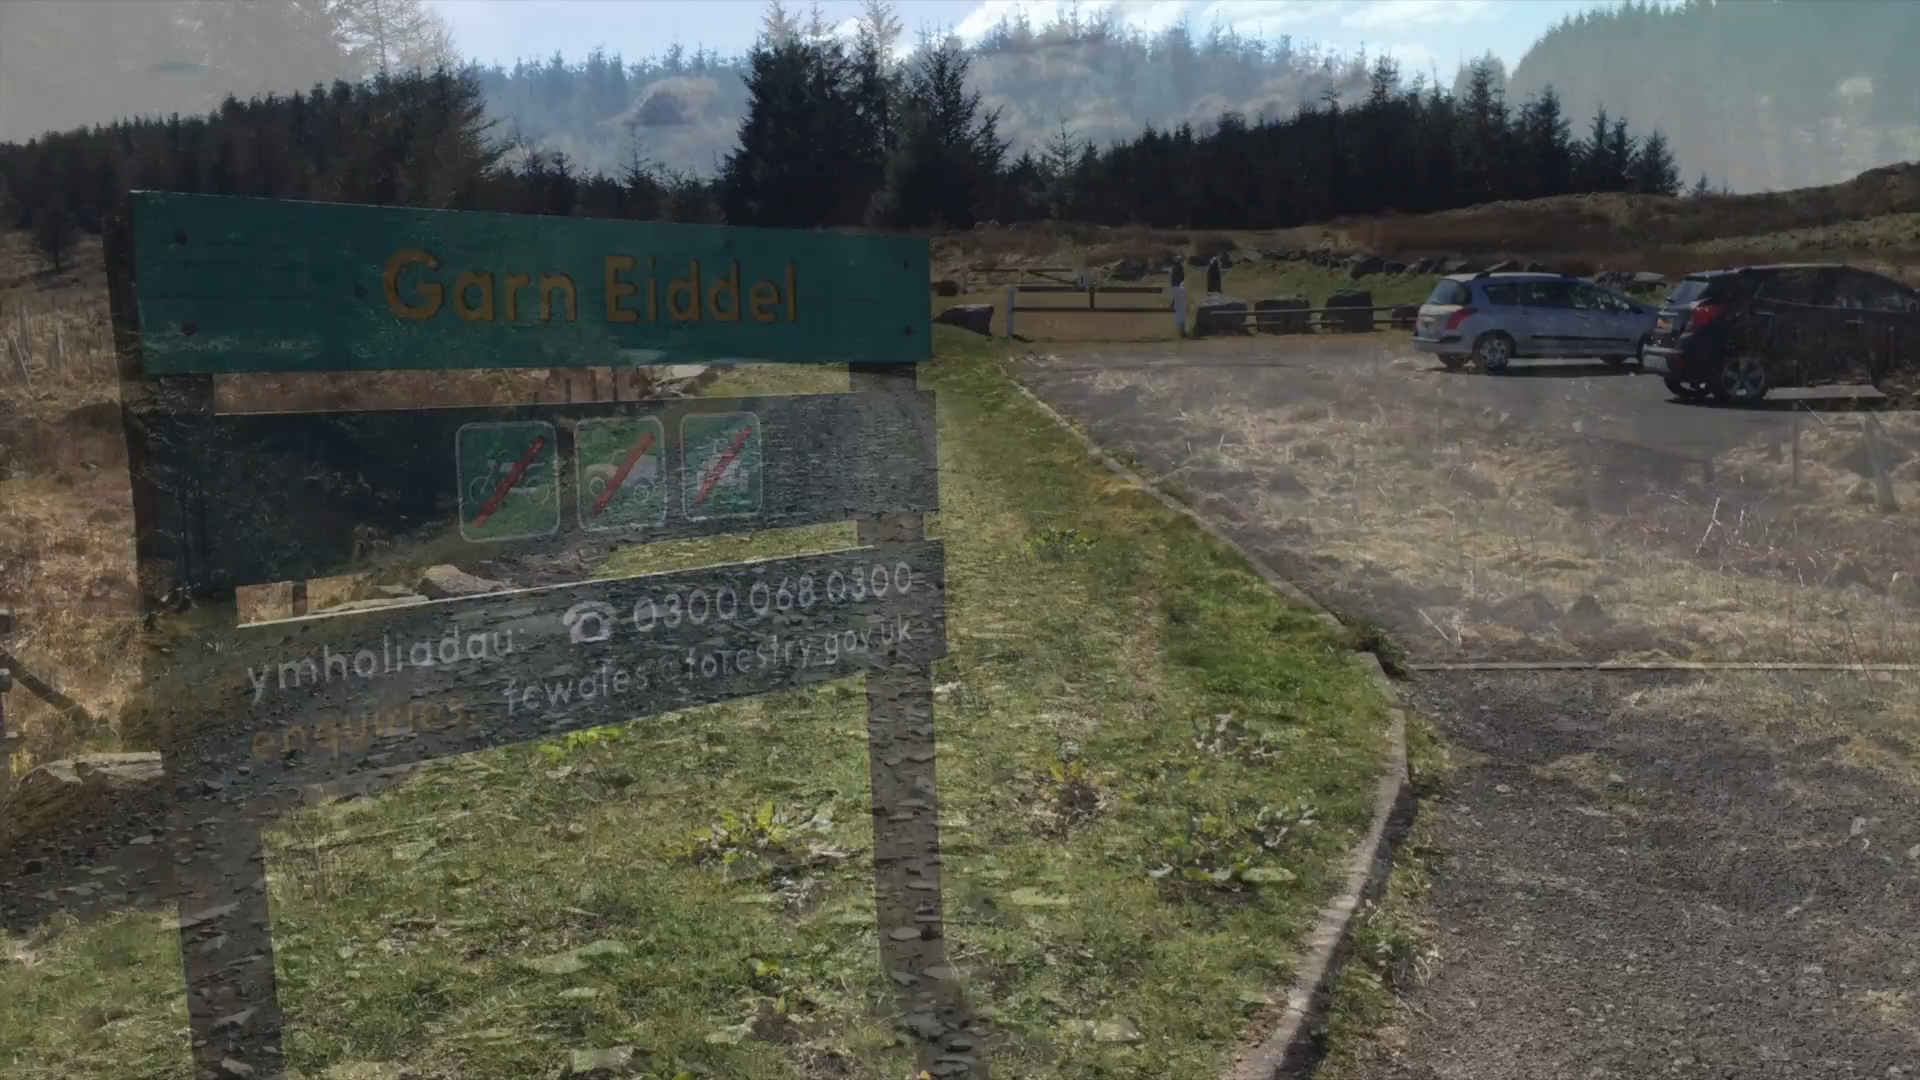 Garn Eiddel
ymholiadau: ☎ 0300 068 0300
enquiries: fcwales@forestry.gov.uk